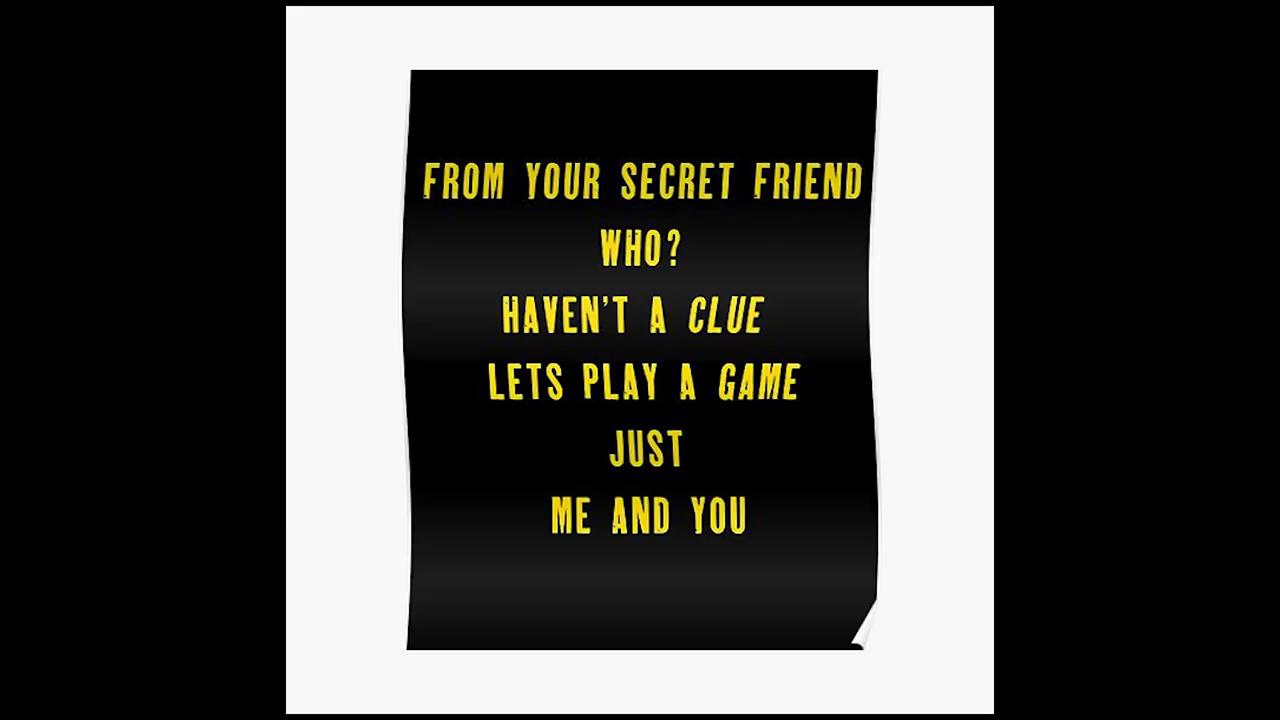 FROM YOUR SECRET FRIEND
WHO?
HAVEN'T A CLUE
LETS PLAY A GAME
JUST
ME AND YOU